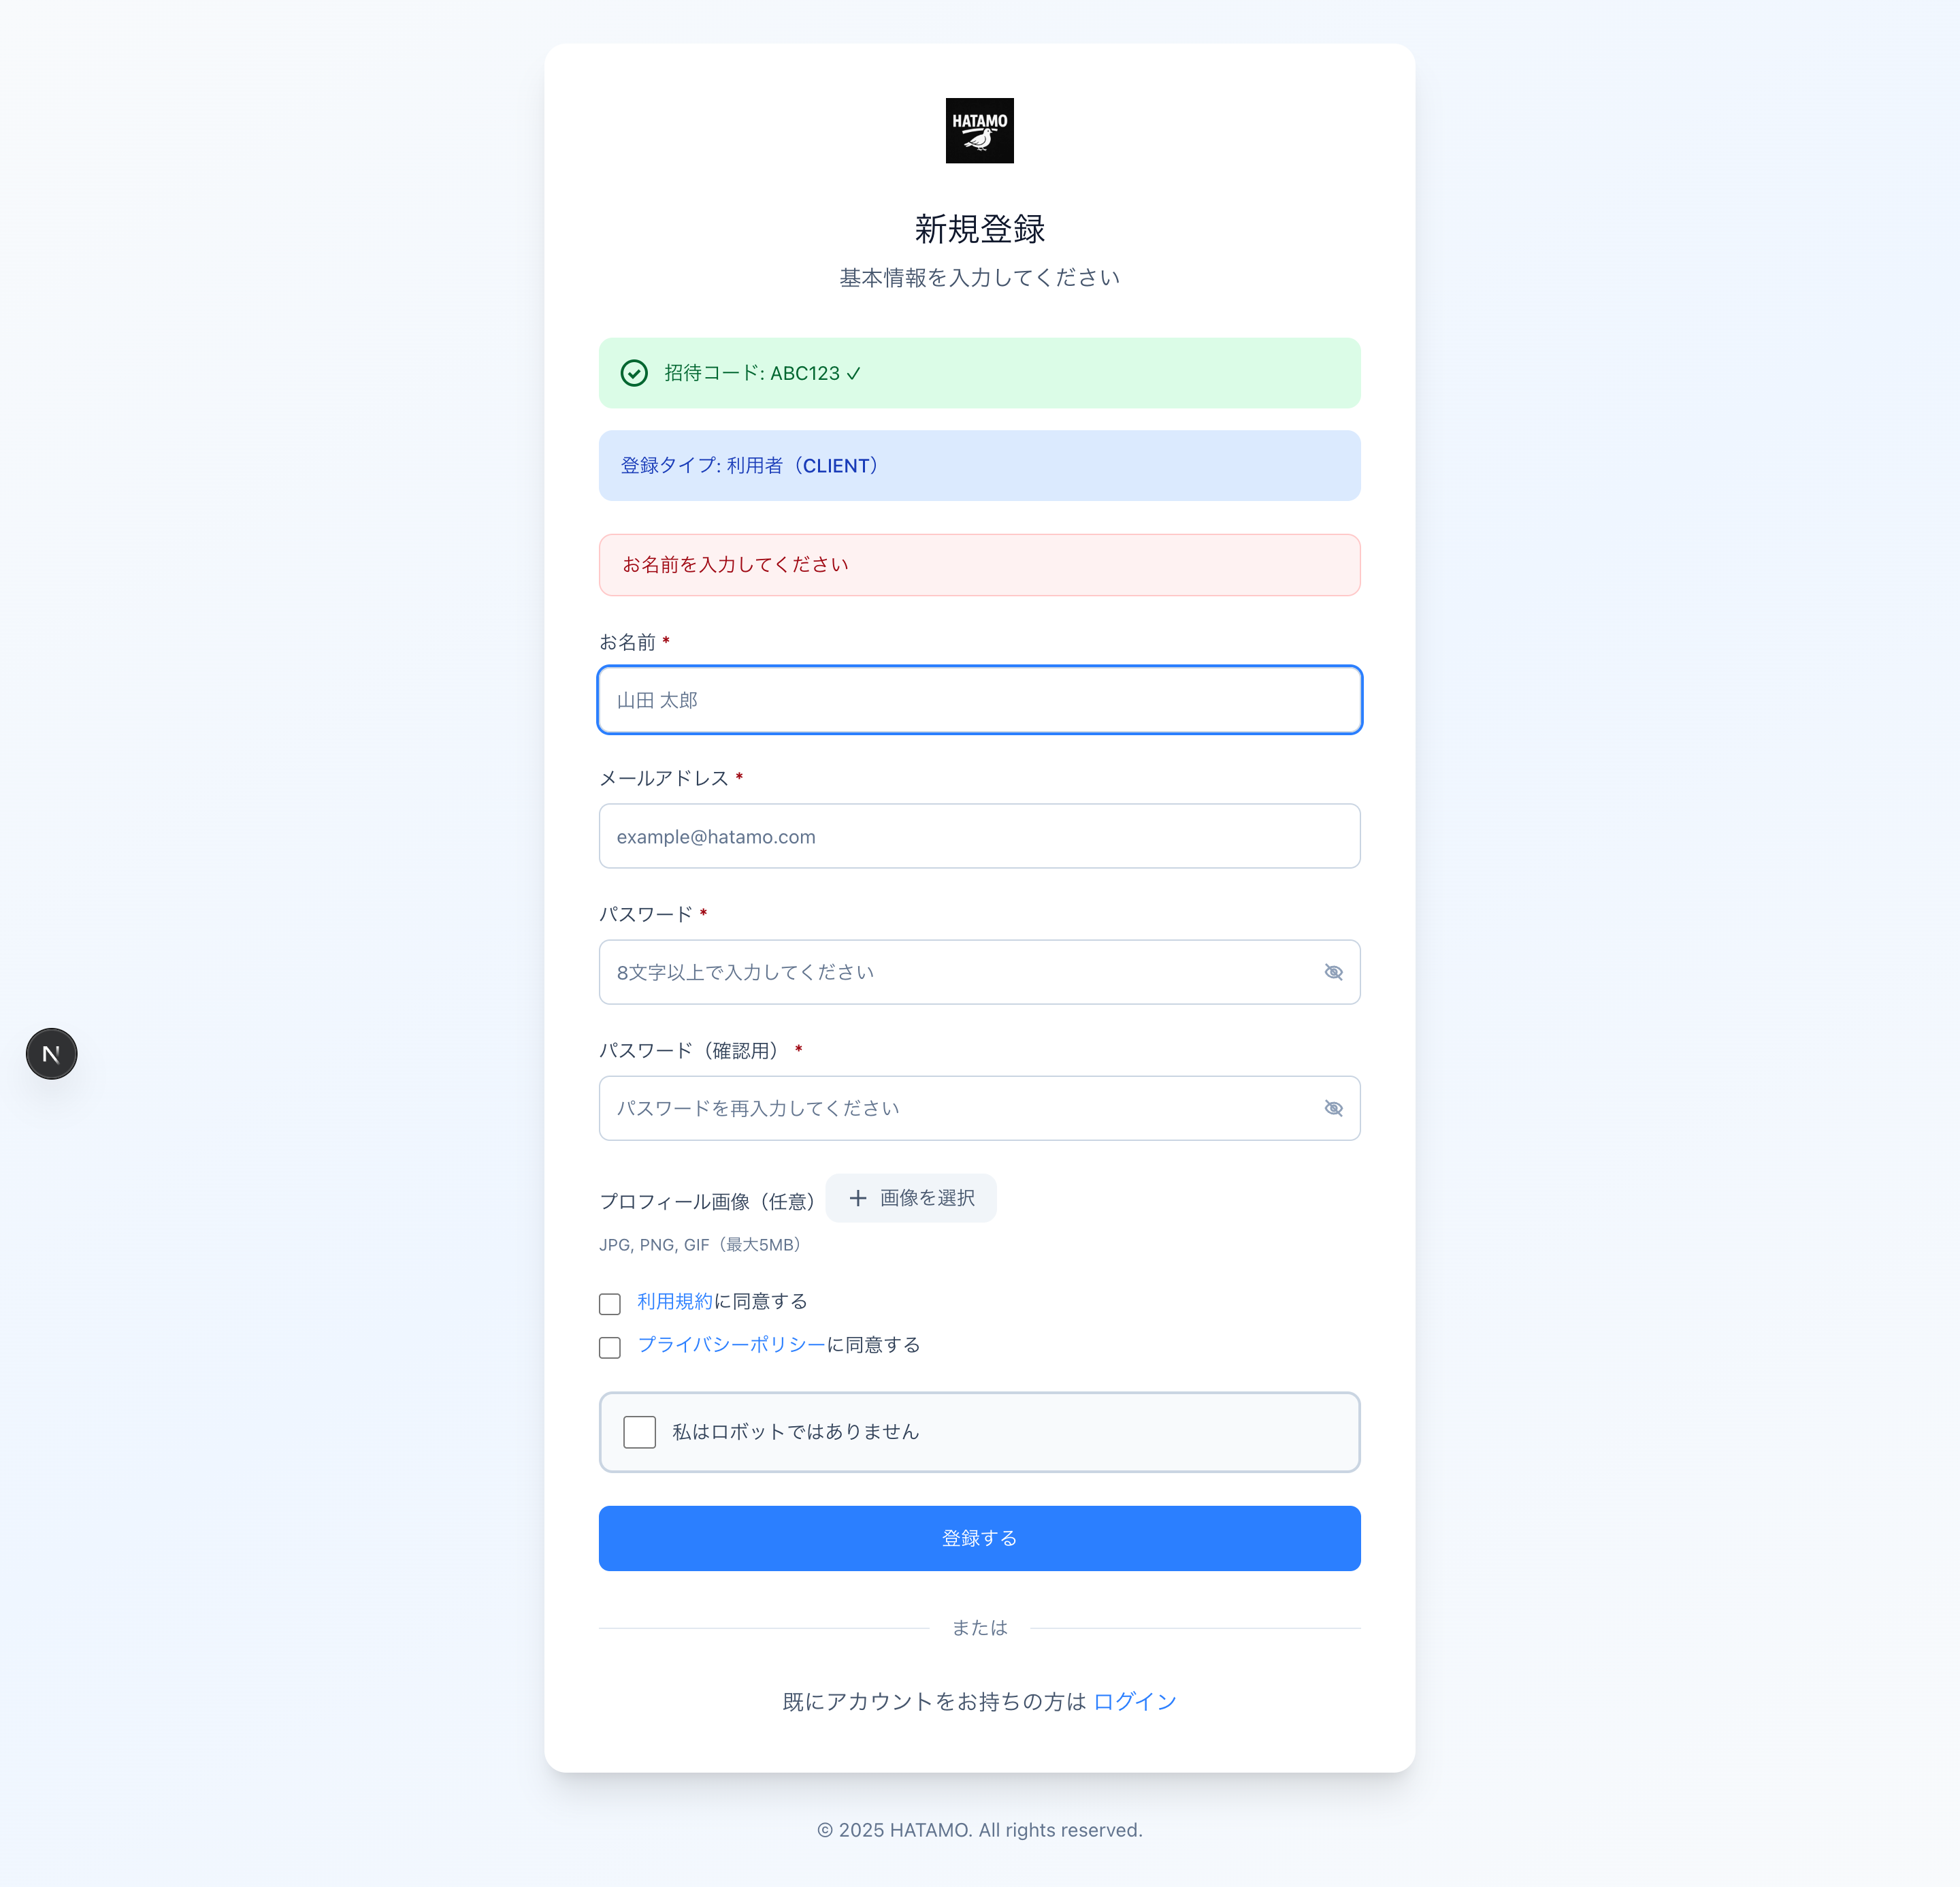 HATAMO
新規登録
基本情報を入力してください
招待コード: ABC123 ✓
登録タイプ: 利用者（CLIENT）
お名前を入力してください
お名前 *
山田 太郎
メールアドレス *
example@hatamo.com
パスワード *
8文字以上で入力してください
パスワード（確認用） *
パスワードを再入力してください
プロフィール画像（任意） + 画像を選択
JPG, PNG, GIF（最大5MB）
利用規約に同意する
プライバシーポリシーに同意する
私はロボットではありません
登録する
または
既にアカウントをお持ちの方は ログイン
© 2025 HATAMO. All rights reserved.
N